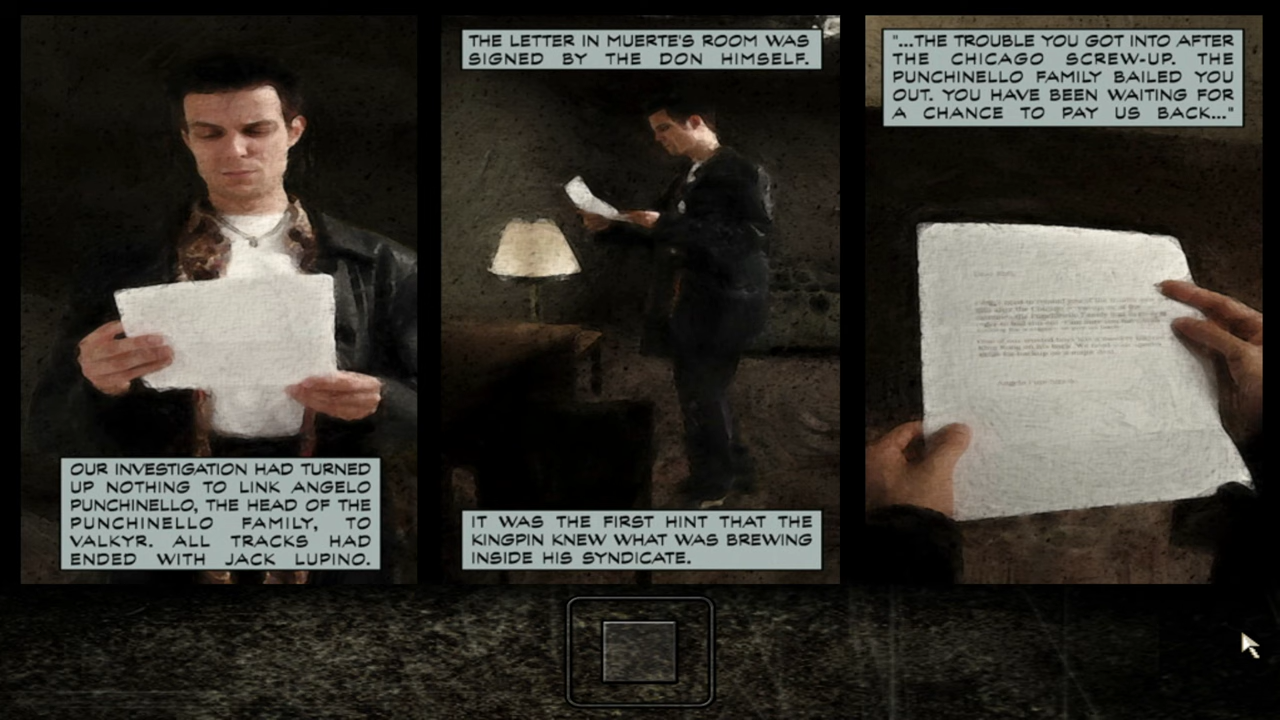 OUR INVESTIGATION HAD TURNED
UP NOTHING TO LINK ANGELO
PUNCHINELLO, THE HEAD OF THE
PUNCHINELLO FAMILY, TO
VALKYR. ALL TRACKS HAD
ENDED WITH JACK LUPINO.
THE LETTER IN MUERTE'S ROOM WAS
SIGNED BY THE DON HIMSELF.
IT WAS THE FIRST HINT THAT THE
KINGPIN KNEW WHAT WAS BREWING
INSIDE HIS SYNDICATE.
"...THE TROUBLE YOU GOT INTO AFTER
THE CHICAGO SCREW-UP. THE
PUNCHINELLO FAMILY BAILED YOU
OUT. YOU HAVE BEEN WAITING FOR
A CHANCE TO PAY US BACK..."